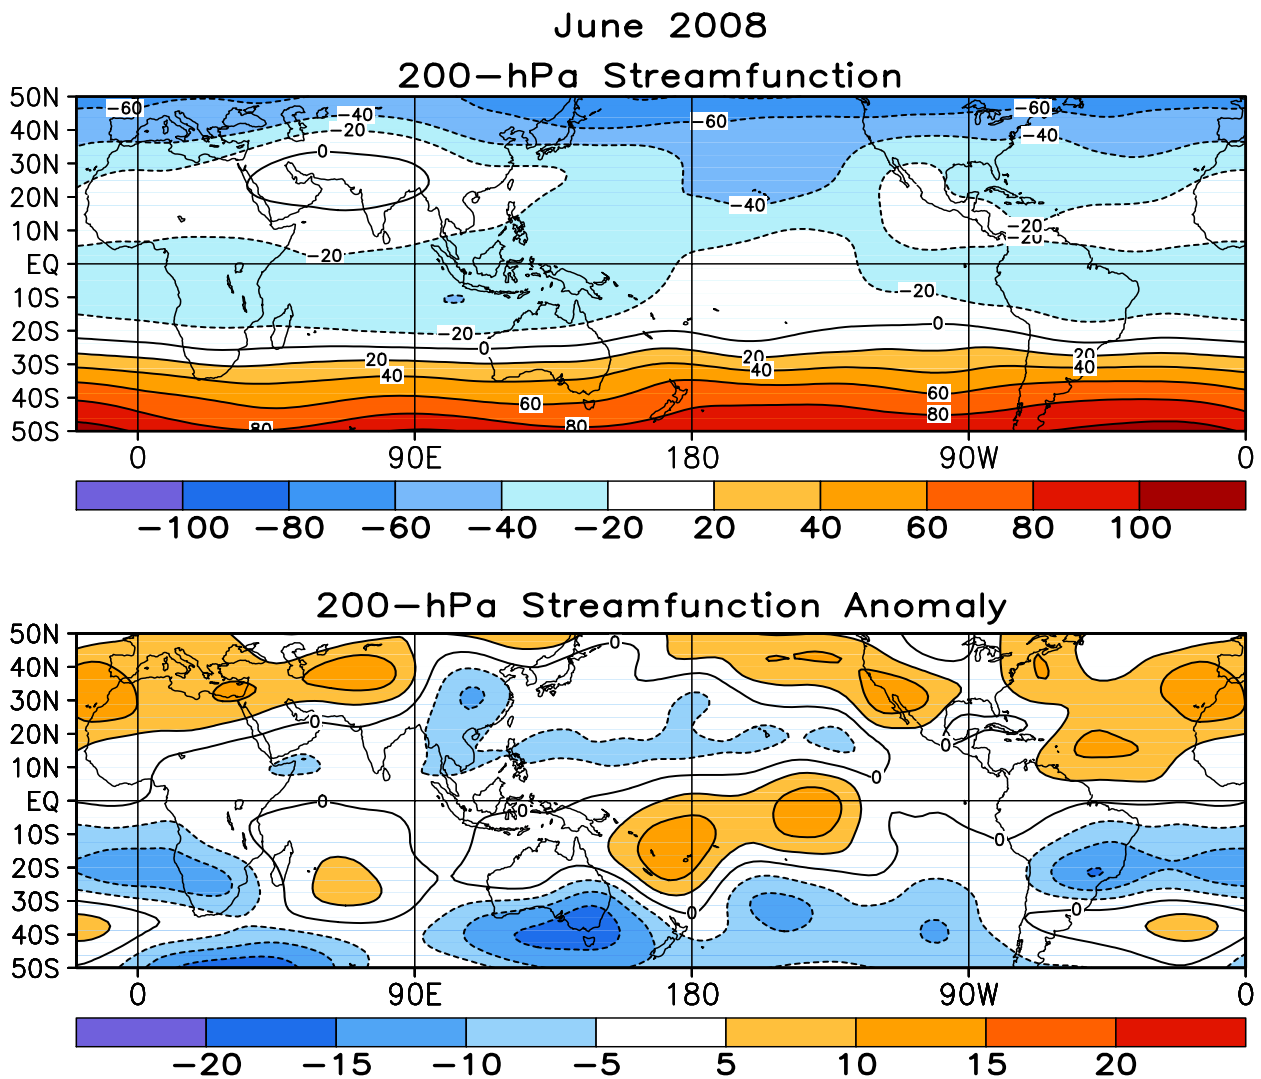 June 2008
200-hPa Streamfunction
50N
40N
30N
20N
10N
EQ
10S
20S
30S
40S
50S
-60
-40
-20
0
-20
-60
-40
-60
-40
-20
-20
-20
-20
0
0
20
40
20
40
20
40
60
60
80
80
80
0 90E 180 90W 0
-100 -80 -60 -40 -20 20 40 60 80 100
200-hPa Streamfunction Anomaly
50N
40N
30N
20N
10N
EQ
10S
20S
30S
40S
50S
0
0
0
0
0
0
0
0
0
0 90E 180 90W 0
-20 -15 -10 -5 5 10 15 20